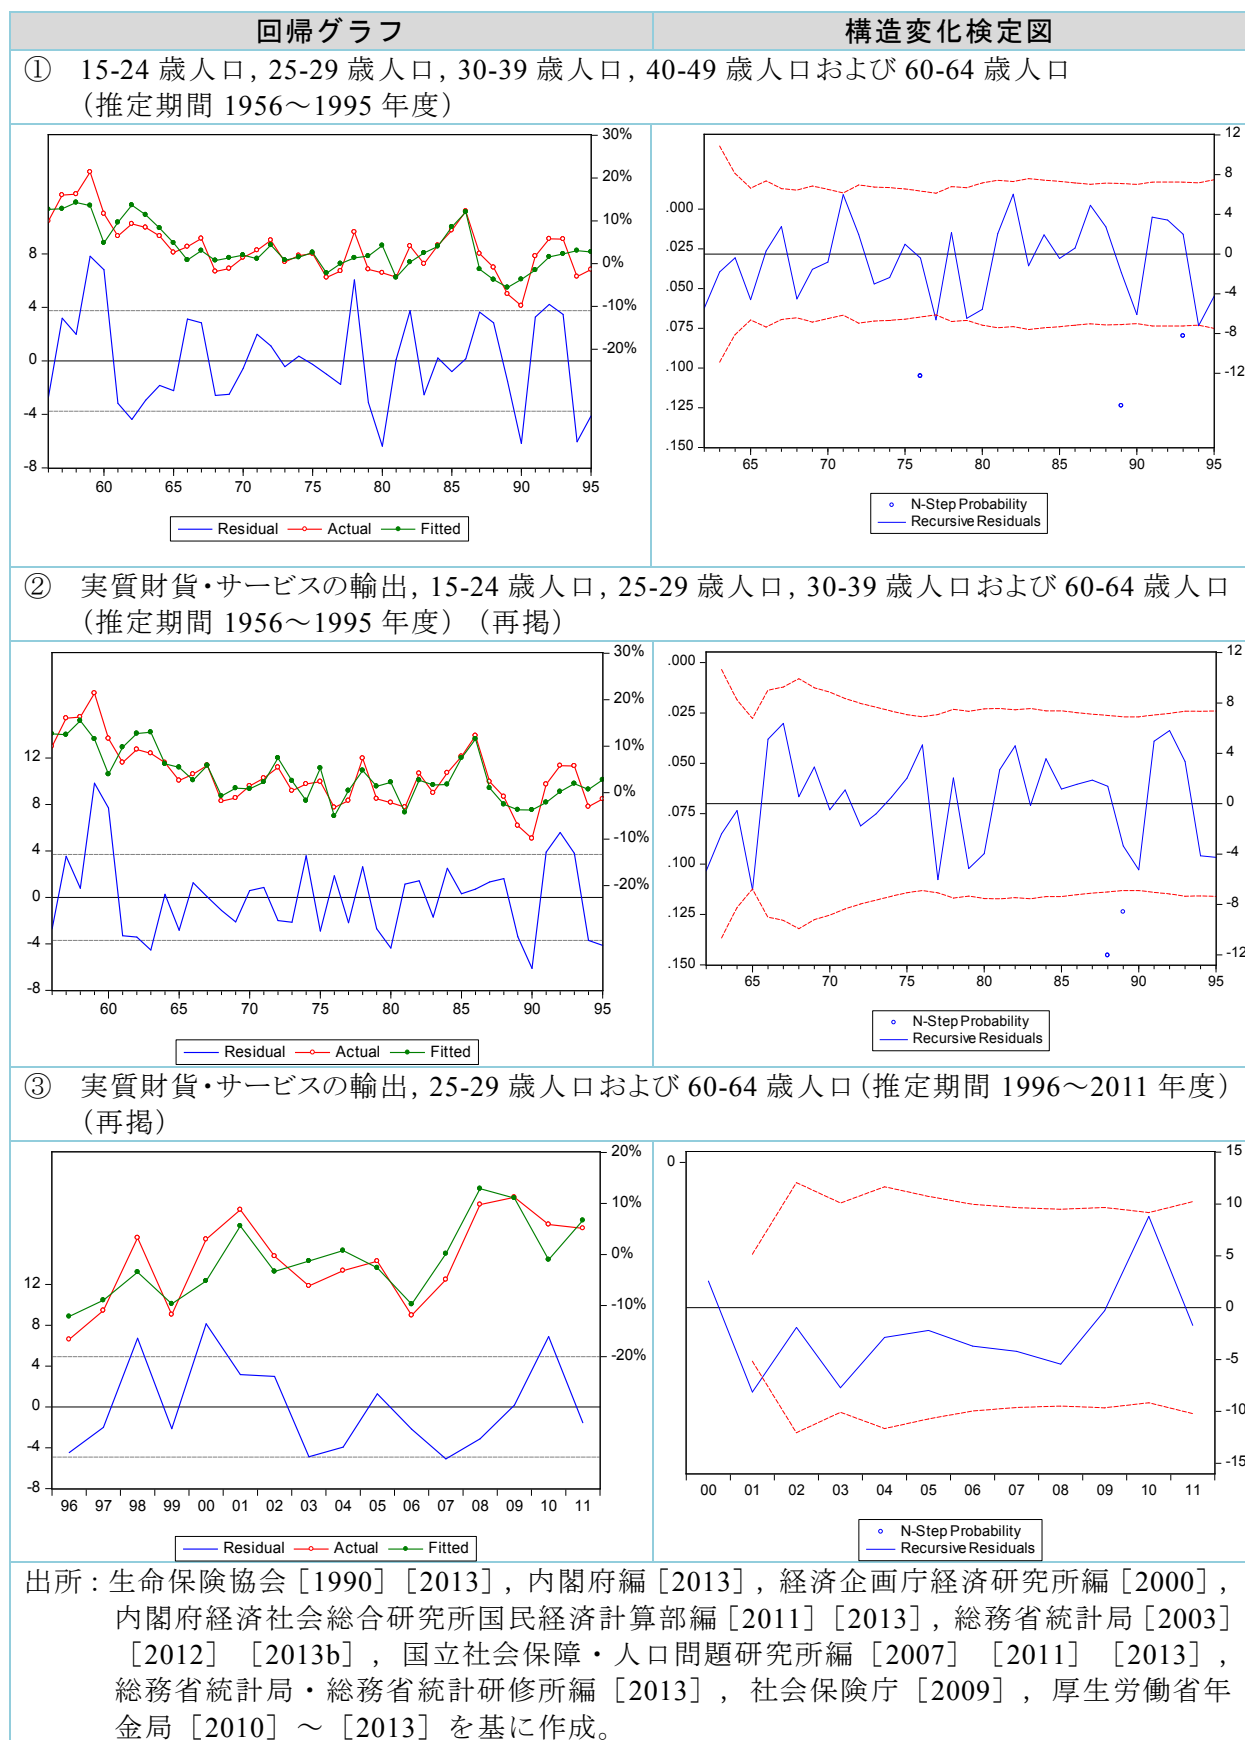 回帰グラフ
構造変化検定図
① 15-24 歳人口, 25-29 歳人口, 30-39 歳人口, 40-49 歳人口および 60-64 歳人口
(推定期間 1956～1995 年度)
30%
20%
10%
0%
-10%
-20%
8
4
0
-4
-8
60 65 70 75 80 85 90 95
Residual Actual Fitted
12
8
4
0
-4
-8
-12
.000
.025
.050
.075
.100
.125
.150
65 70 75 80 85 90 95
N-Step Probability
Recursive Residuals
② 実質財貨・サービスの輸出, 15-24 歳人口, 25-29 歳人口, 30-39 歳人口および 60-64 歳人口
(推定期間 1956～1995 年度) (再掲)
30%
20%
10%
0%
-10%
-20%
12
8
4
0
-4
-8
60 65 70 75 80 85 90 95
Residual Actual Fitted
12
8
4
0
-4
-8
-12
.000
.025
.050
.075
.100
.125
.150
65 70 75 80 85 90 95
N-Step Probability
Recursive Residuals
③ 実質財貨・サービスの輸出, 25-29 歳人口および 60-64 歳人口(推定期間 1996～2011 年度)
(再掲)
20%
10%
0%
-10%
-20%
12
8
4
0
-4
-8
96 97 98 99 00 01 02 03 04 05 06 07 08 09 10 11
Residual Actual Fitted
15
10
5
0
-5
-10
-15
0
00 01 02 03 04 05 06 07 08 09 10 11
N-Step Probability
Recursive Residuals
出所：生命保険協会［1990］［2013］, 内閣府編［2013］, 経済企画庁経済研究所編［2000］,
内閣府経済社会総合研究所国民経済計算部編［2011］［2013］, 総務省統計局［2003］
［2012］［2013b］, 国立社会保障・人口問題研究所編［2007］［2011］［2013］,
総務省統計局・総務省統計研修所編［2013］, 社会保険庁［2009］, 厚生労働省年
金局［2010］～［2013］を基に作成。